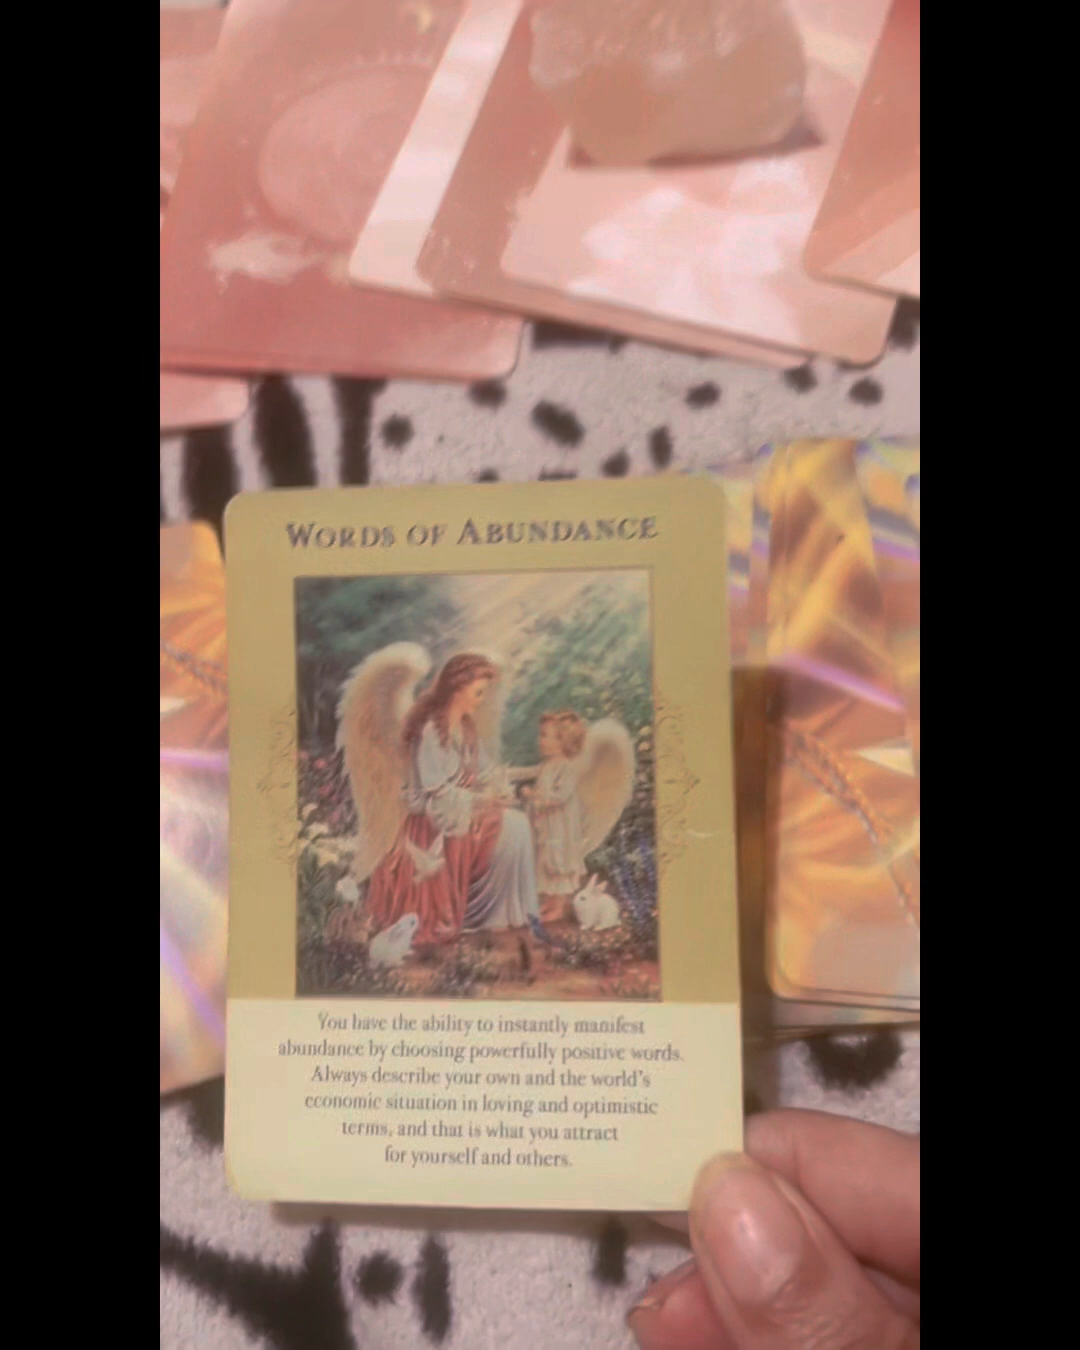 WORDS OF ABUNDANCE
You have the ability to instantly manifest
abundance by choosing powerfully positive words.
Always describe your own and the world's
economic situation in loving and optimistic
terms, and that is what you attract
for yourself and others.